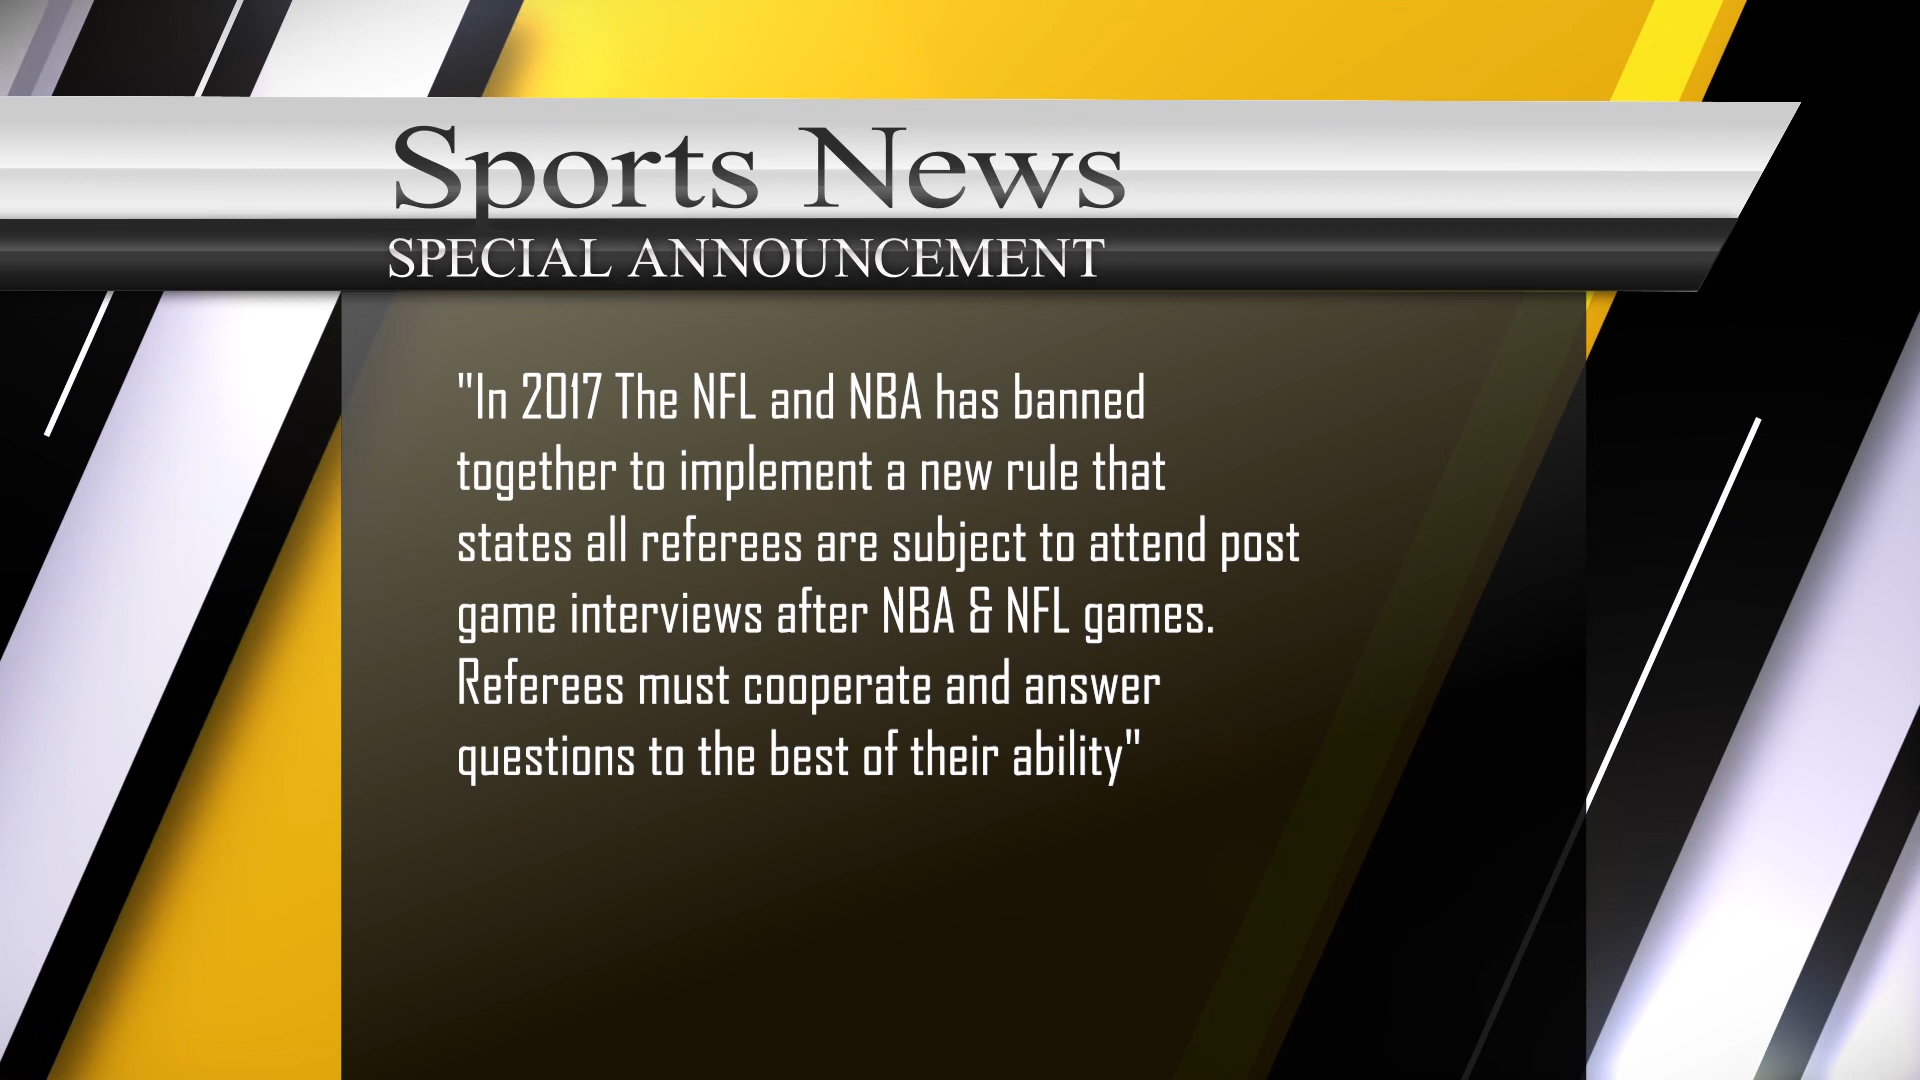 Sports News
SPECIAL ANNOUNCEMENT
"In 2017 The NFL and NBA has banned
together to implement a new rule that
states all referees are subject to attend post
game interviews after NBA & NFL games.
Referees must cooperate and answer
questions to the best of their ability"